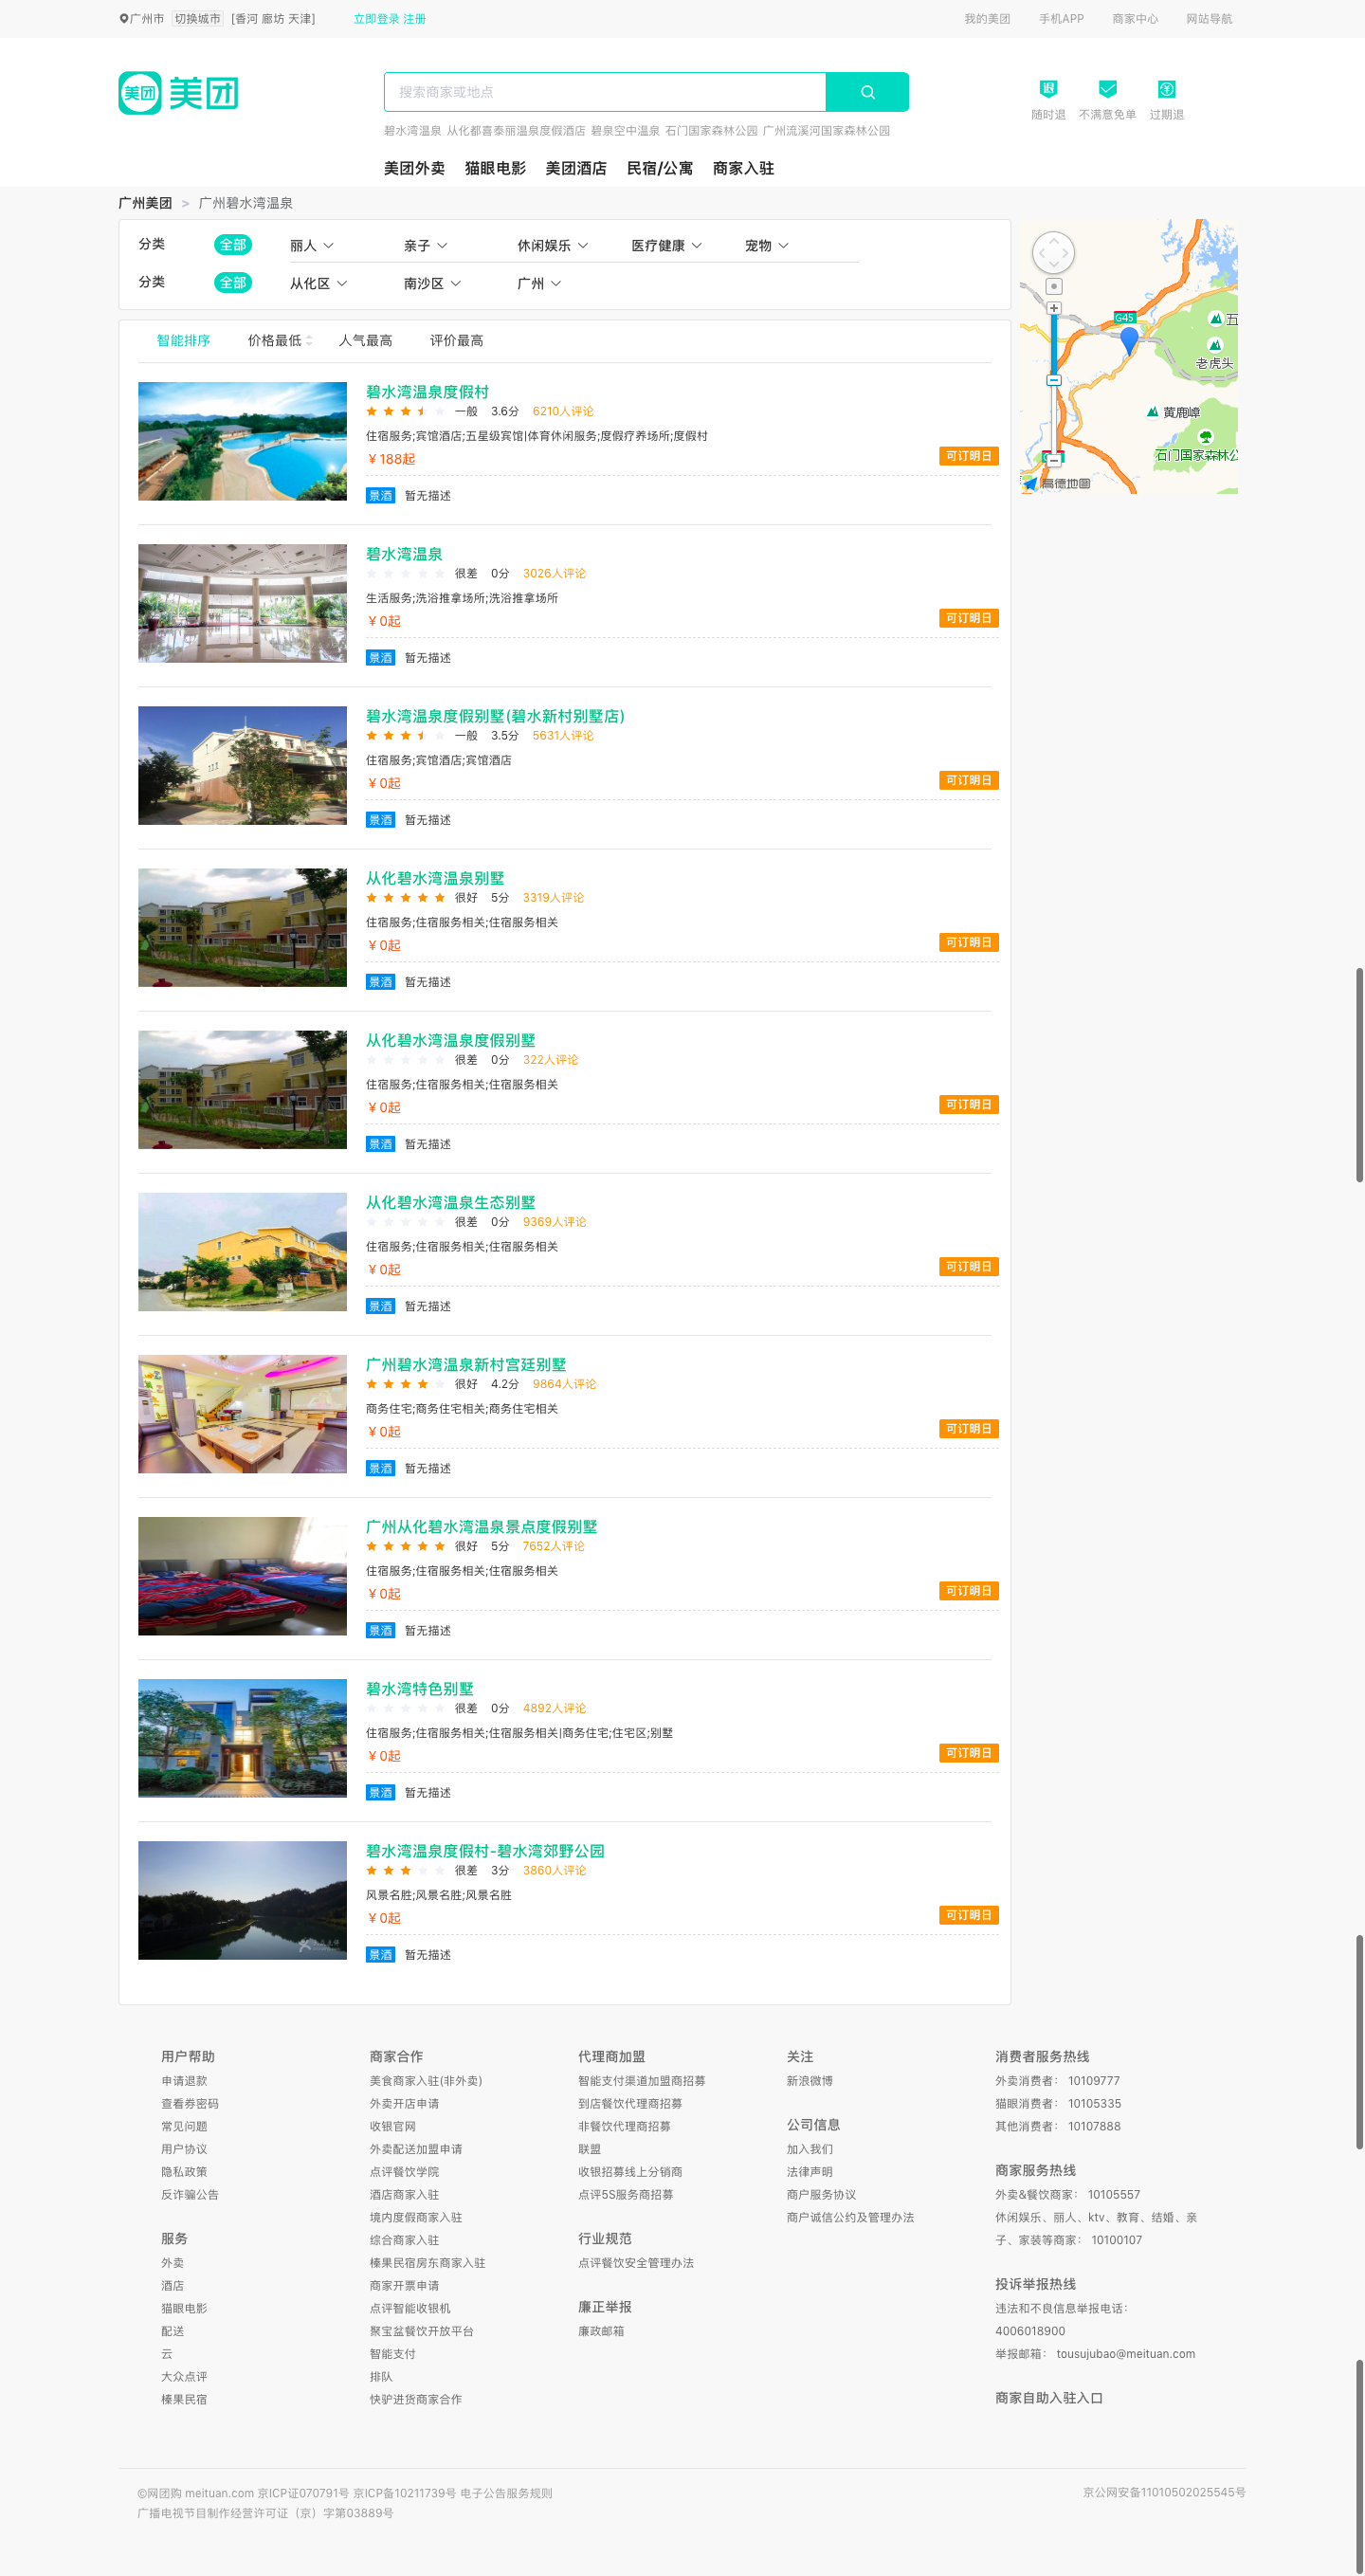 广州市 切换城市 [香河 廊坊 天津] 立即登录 注册 我的美团 手机APP 商家中心 网站导航
美团 美团
搜索商家或地点
随时退 不满意免单 过期退
碧水湾温泉 从化都喜泰丽温泉度假酒店 碧泉空中温泉 石门国家森林公园 广州流溪河国家森林公园
美团外卖 猫眼电影 美团酒店 民宿/公寓 商家入驻
广州美团 > 广州碧水湾温泉
分类 全部 丽人 亲子 休闲娱乐 医疗健康 宠物
分类 全部 从化区 南沙区 广州
G45
五
老虎头
黄鹿嶂
石门国家森林公
高德地图
智能排序 价格最低 人气最高 评价最高
碧水湾温泉度假村
一般 3.6分 6210人评论
住宿服务;宾馆酒店;五星级宾馆|体育休闲服务;度假疗养场所;度假村
￥188起 可订明日
景酒 暂无描述
碧水湾温泉
很差 0分 3026人评论
生活服务;洗浴推拿场所;洗浴推拿场所
￥0起 可订明日
景酒 暂无描述
碧水湾温泉度假别墅(碧水新村别墅店)
一般 3.5分 5631人评论
住宿服务;宾馆酒店;宾馆酒店
￥0起 可订明日
景酒 暂无描述
从化碧水湾温泉别墅
很好 5分 3319人评论
住宿服务;住宿服务相关;住宿服务相关
￥0起 可订明日
景酒 暂无描述
从化碧水湾温泉度假别墅
很差 0分 322人评论
住宿服务;住宿服务相关;住宿服务相关
￥0起 可订明日
景酒 暂无描述
从化碧水湾温泉生态别墅
很差 0分 9369人评论
住宿服务;住宿服务相关;住宿服务相关
￥0起 可订明日
景酒 暂无描述
广州碧水湾温泉新村宫廷别墅
很好 4.2分 9864人评论
商务住宅;商务住宅相关;商务住宅相关
￥0起 可订明日
景酒 暂无描述
广州从化碧水湾温泉景点度假别墅
很好 5分 7652人评论
住宿服务;住宿服务相关;住宿服务相关
￥0起 可订明日
景酒 暂无描述
碧水湾特色别墅
很差 0分 4892人评论
住宿服务;住宿服务相关;住宿服务相关|商务住宅;住宅区;别墅
￥0起 可订明日
景酒 暂无描述
碧水湾温泉度假村-碧水湾郊野公园
很差 3分 3860人评论
风景名胜;风景名胜;风景名胜
￥0起 可订明日
景酒 暂无描述
用户帮助
申请退款
查看券密码
常见问题
用户协议
隐私政策
反诈骗公告
服务
外卖
酒店
猫眼电影
配送
云
大众点评
榛果民宿
商家合作
美食商家入驻(非外卖)
外卖开店申请
收银官网
外卖配送加盟申请
点评餐饮学院
酒店商家入驻
境内度假商家入驻
综合商家入驻
榛果民宿房东商家入驻
商家开票申请
点评智能收银机
聚宝盆餐饮开放平台
智能支付
排队
快驴进货商家合作
代理商加盟
智能支付渠道加盟商招募
到店餐饮代理商招募
非餐饮代理商招募
联盟
收银招募线上分销商
点评5S服务商招募
行业规范
点评餐饮安全管理办法
廉正举报
廉政邮箱
关注
新浪微博
公司信息
加入我们
法律声明
商户服务协议
商户诚信公约及管理办法
消费者服务热线
外卖消费者： 10109777
猫眼消费者： 10105335
其他消费者： 10107888
商家服务热线
外卖&餐饮商家： 10105557
休闲娱乐、丽人、ktv、教育、结婚、亲
子、家装等商家： 10100107
投诉举报热线
违法和不良信息举报电话：
4006018900
举报邮箱： tousujubao@meituan.com
商家自助入驻入口
©网团购 meituan.com 京ICP证070791号 京ICP备10211739号 电子公告服务规则
广播电视节目制作经营许可证（京）字第03889号
京公网安备11010502025545号